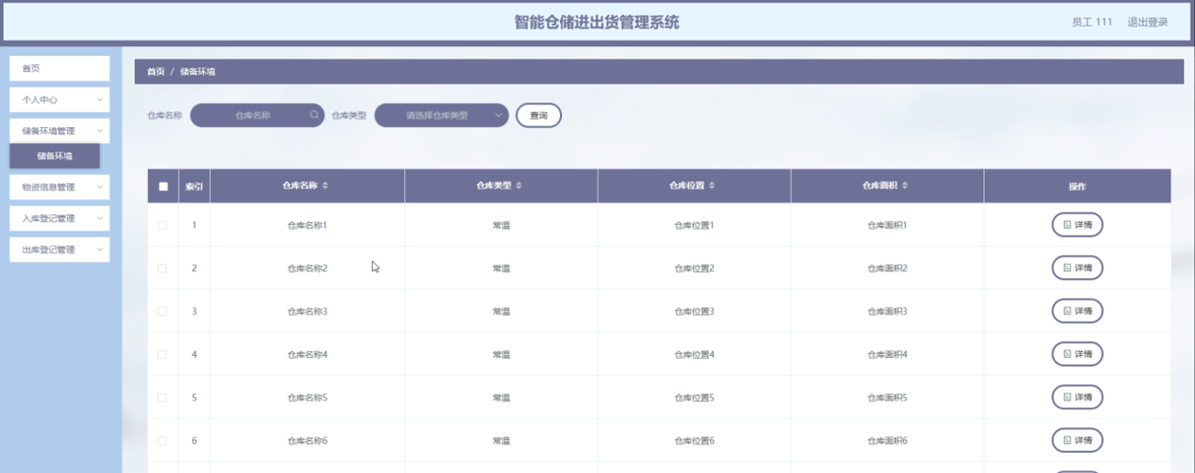 智能仓储进出货管理系统
员工 111 退出登录
首页
个人中心
储备环境管理
储备环境
物资信息管理
入库登记管理
出库登记管理
首页 / 储备环境
仓库名称 仓库名称 仓库类型 请选择仓库类型 查询
索引 仓库名称 仓库类型 仓库位置 仓库面积 操作
1 仓库名称1 常温 仓库位置1 仓库面积1 详情
2 仓库名称2 常温 仓库位置2 仓库面积2 详情
3 仓库名称3 常温 仓库位置3 仓库面积3 详情
4 仓库名称4 常温 仓库位置4 仓库面积4 详情
5 仓库名称5 常温 仓库位置5 仓库面积5 详情
6 仓库名称6 常温 仓库位置6 仓库面积6 详情